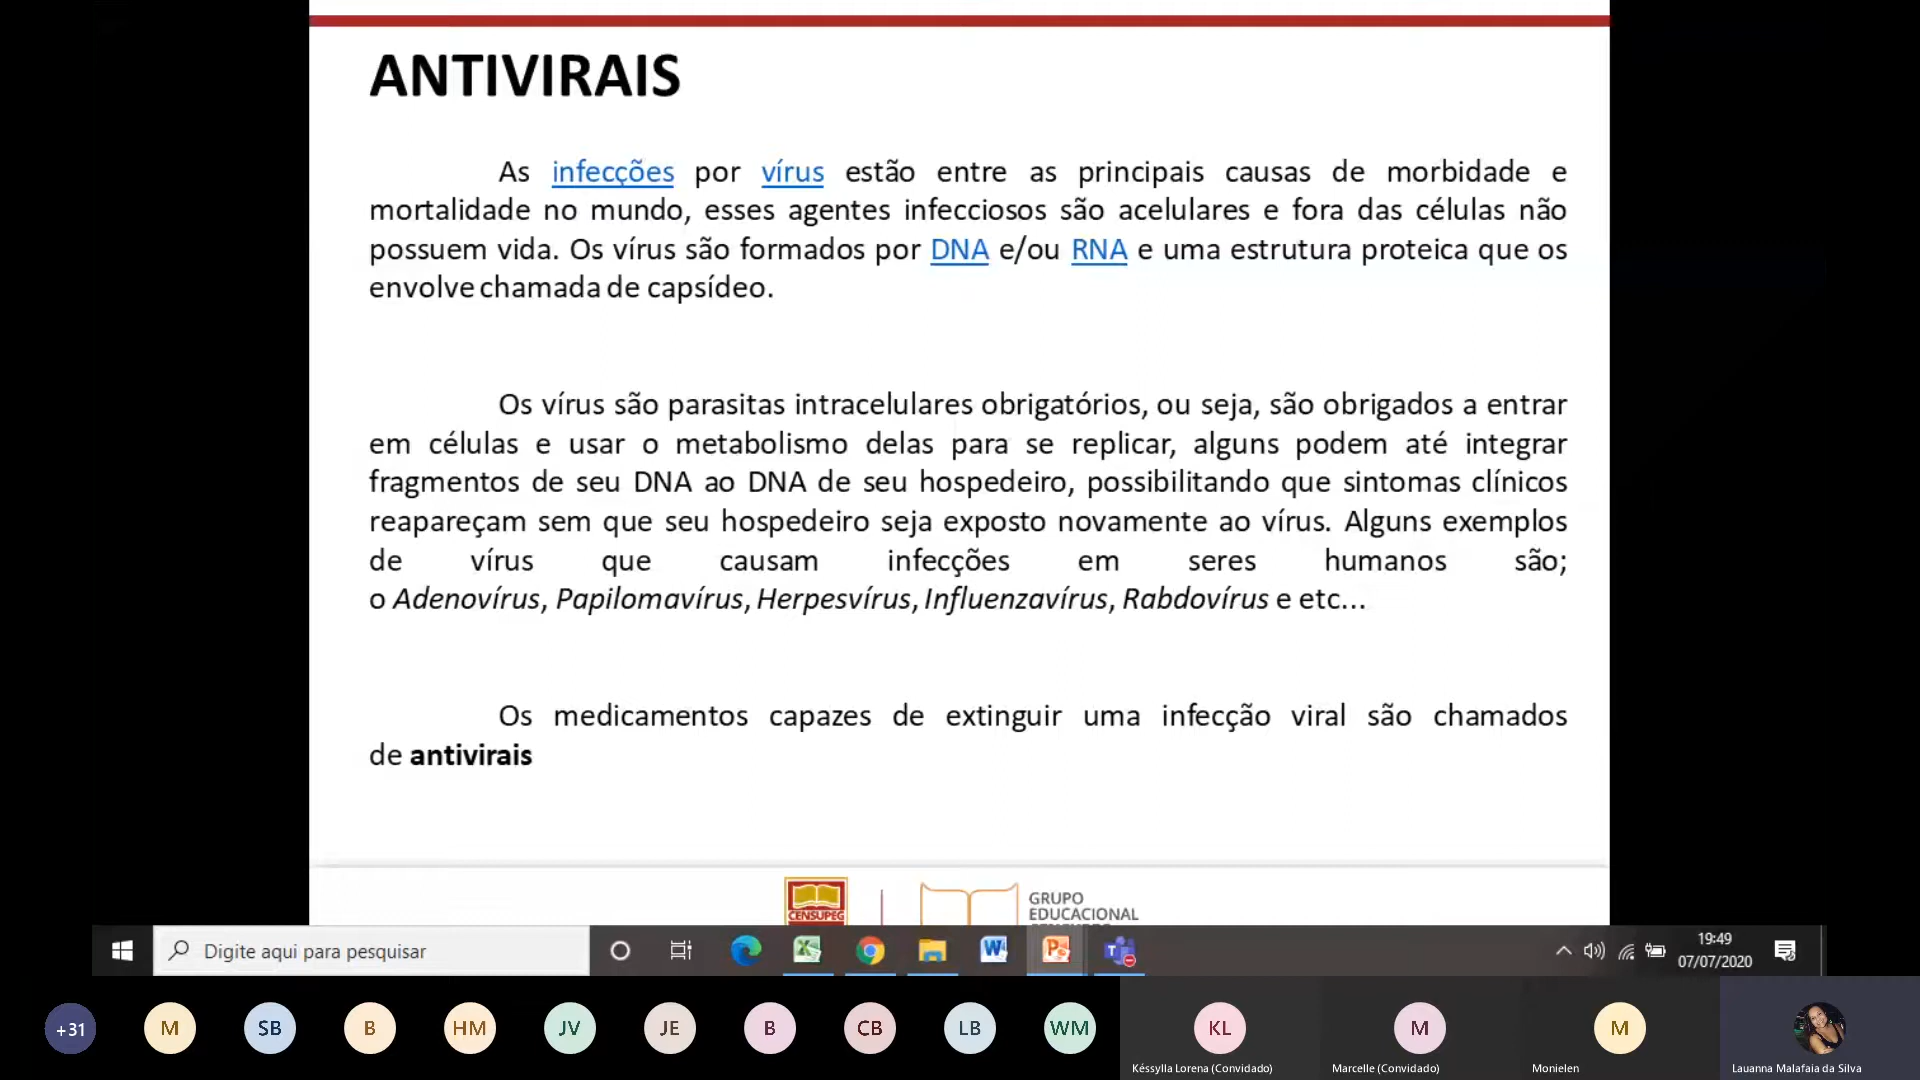 ANTIVIRAIS
As infecções por vírus estão entre as principais causas de morbidade e
mortalidade no mundo, esses agentes infecciosos são acelulares e fora das células não
possuem vida. Os vírus são formados por DNA e/ou RNA e uma estrutura proteica que os
envolve chamada de capsídeo.
Os vírus são parasitas intracelulares obrigatórios, ou seja, são obrigados a entrar
em células e usar o metabolismo delas para se replicar, alguns podem até integrar
fragmentos de seu DNA ao DNA de seu hospedeiro, possibilitando que sintomas clínicos
reapareçam sem que seu hospedeiro seja exposto novamente ao vírus. Alguns exemplos
de vírus que causam infecções em seres humanos são;
o Adenovírus, Papilomavírus, Herpesvírus, Influenzavírus, Rabdovírus e etc...
Os medicamentos capazes de extinguir uma infecção viral são chamados
de antivirais
CENSUPEG
GRUPO
EDUCACIONAL
Digite aqui para pesquisar
19:49
07/07/2020
+31 M SB B HM JV JE B CB LB WM KL M M
Késsylla Lorena (Convidado) Marcelle (Convidado) Monielen Lauanna Malafaia da Silva